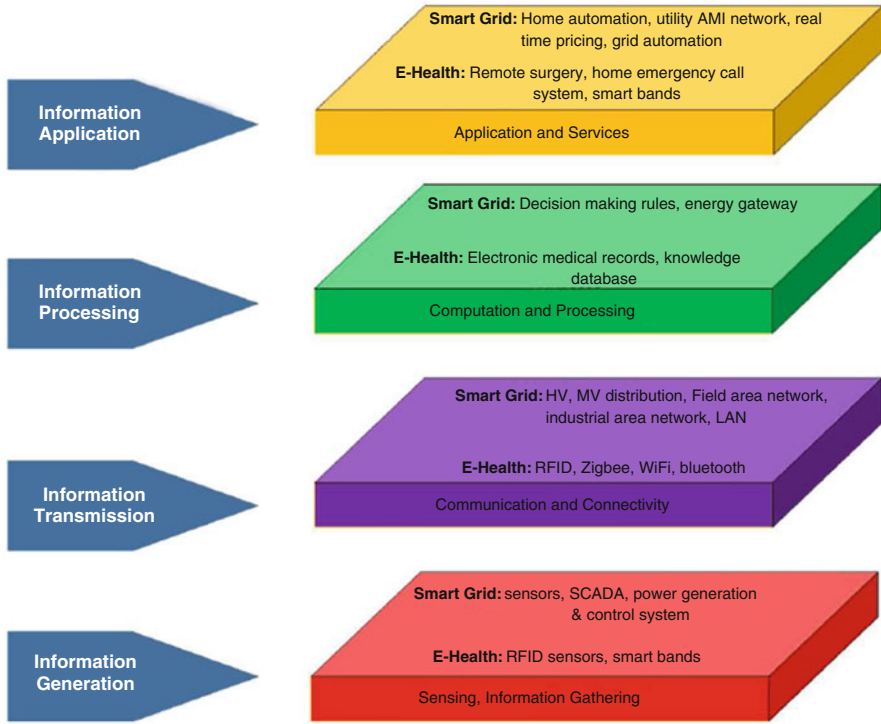 Smart Grid: Home automation, utility AMI network, real
time pricing, grid automation
E-Health: Remote surgery, home emergency call
system, smart bands
Information
Application
Application and Services
Smart Grid: Decision making rules, energy gateway
E-Health: Electronic medical records, knowledge
database
Information
Processing
Computation and Processing
Smart Grid: HV, MV distribution, Field area network,
industrial area network, LAN
E-Health: RFID, Zigbee, WiFi, bluetooth
Information
Transmission
Communication and Connectivity
Smart Grid: sensors, SCADA, power generation
& control system
E-Health: RFID sensors, smart bands
Information
Generation
Sensing, Information Gathering